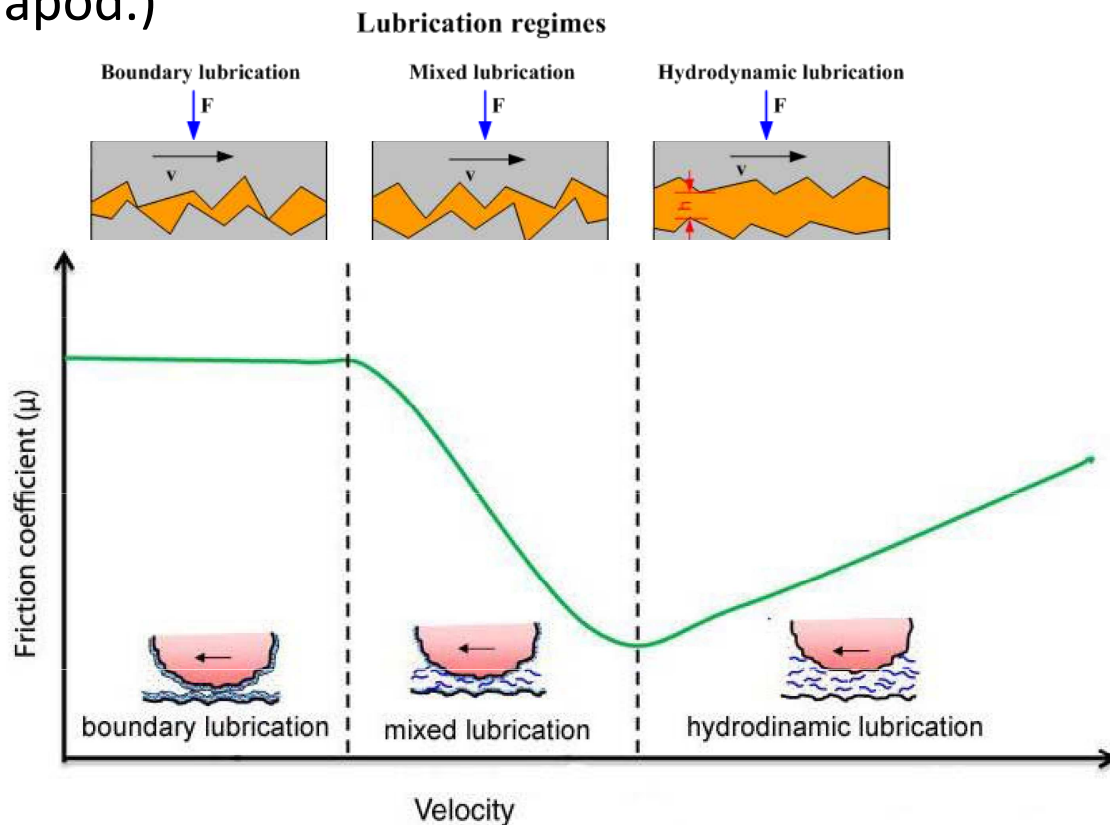 apod.)
Lubrication regimes
Boundary lubrication Mixed lubrication Hydrodynamic lubrication
F F F
v v v
h
Friction coefficient (μ)
boundary lubrication mixed lubrication hydrodinamic lubrication
Velocity